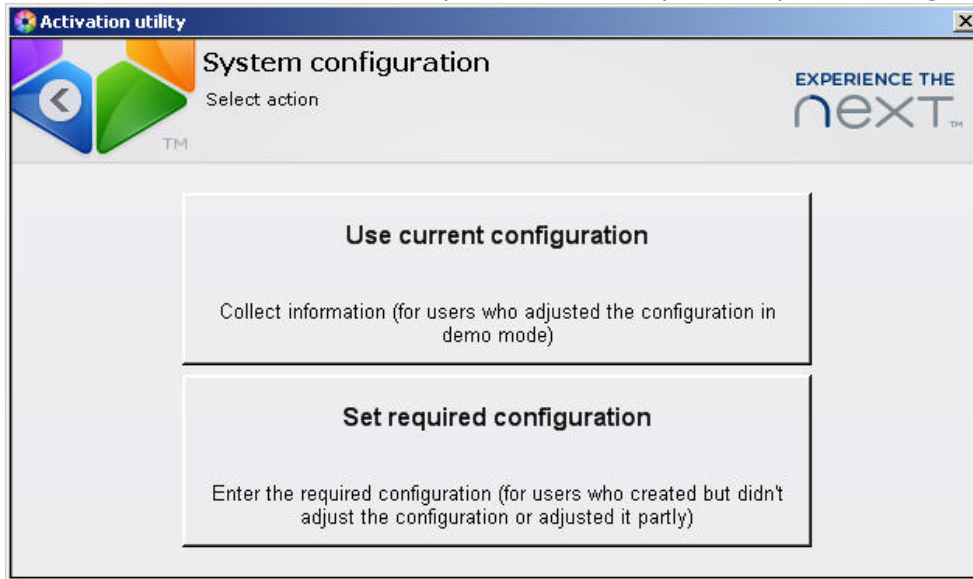 Activation utility
System configuration
Select action
EXPERIENCE THE
next™
TM
Use current configuration
Collect information (for users who adjusted the configuration in
demo mode)
Set required configuration
Enter the required configuration (for users who created but didn't
adjust the configuration or adjusted it partly)